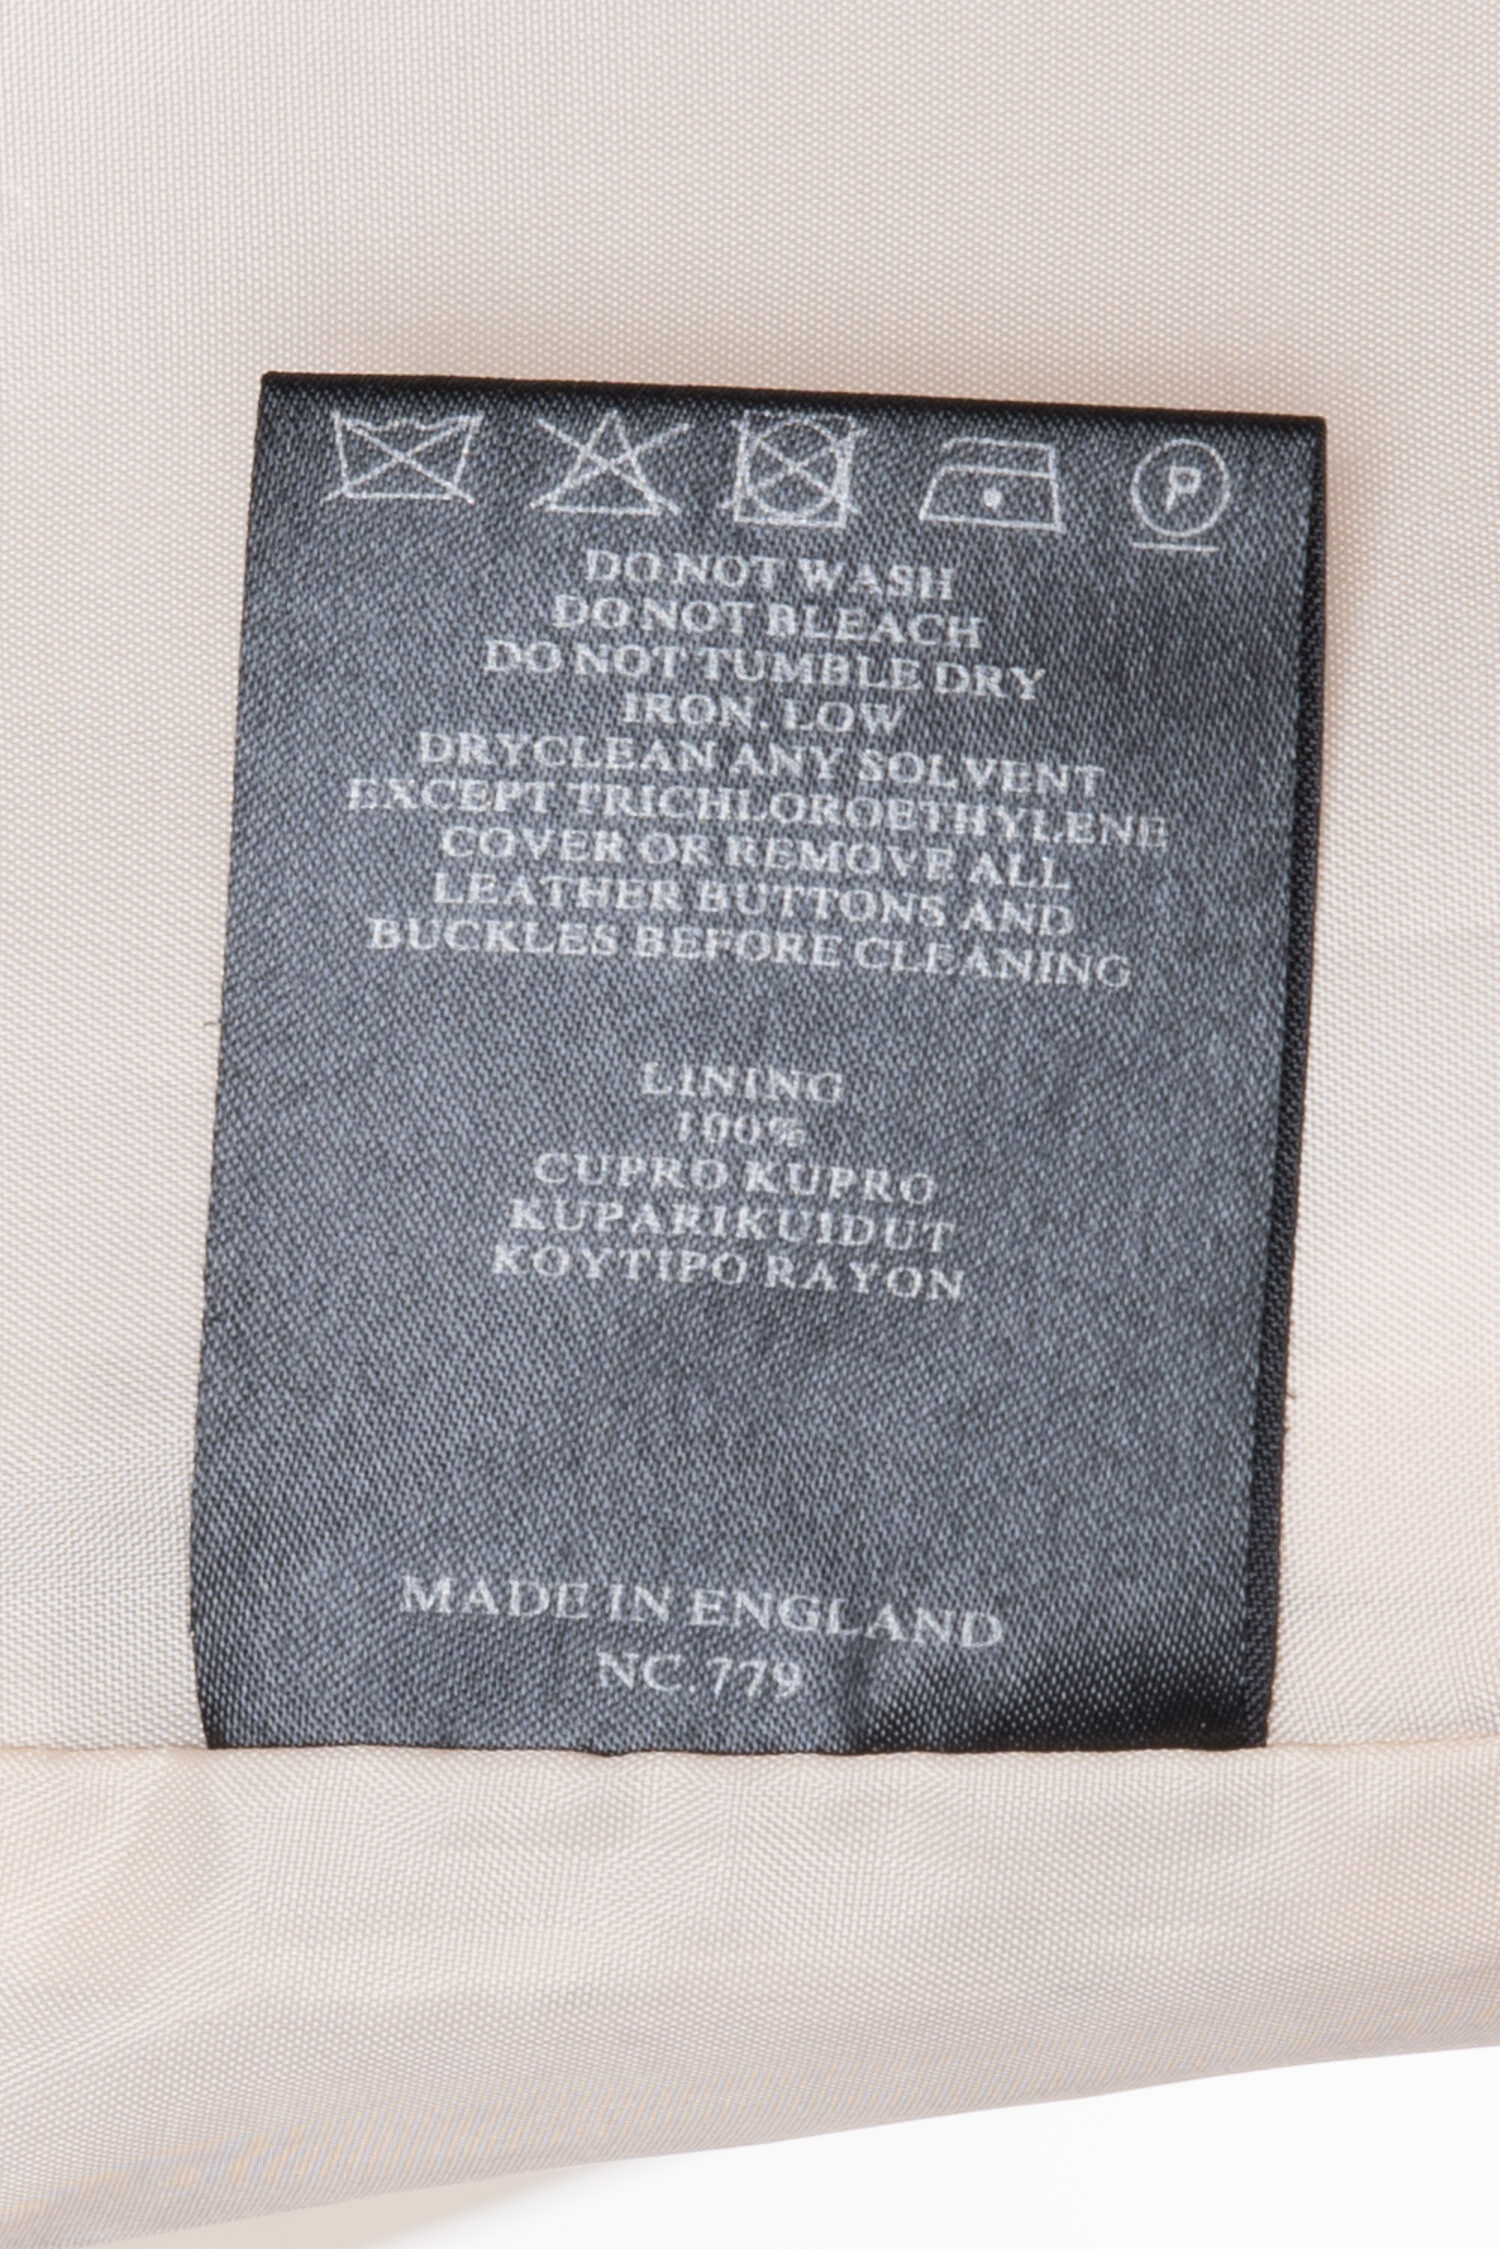 P
DO NOT WASH
DO NOT BLEACH
DO NOT TUMBLE DRY
IRON. LOW
DRYCLEAN ANY SOLVENT
EXCEPT TRICHLOROETHYLENE
COVER OR REMOVE ALL
LEATHER BUTTONS AND
BUCKLES BEFORE CLEANING
LINING
100%
CUPRO KUPRO
KUPARIKUIDUT
KOYTIPO RAYON
MADE IN ENGLAND
NC.779